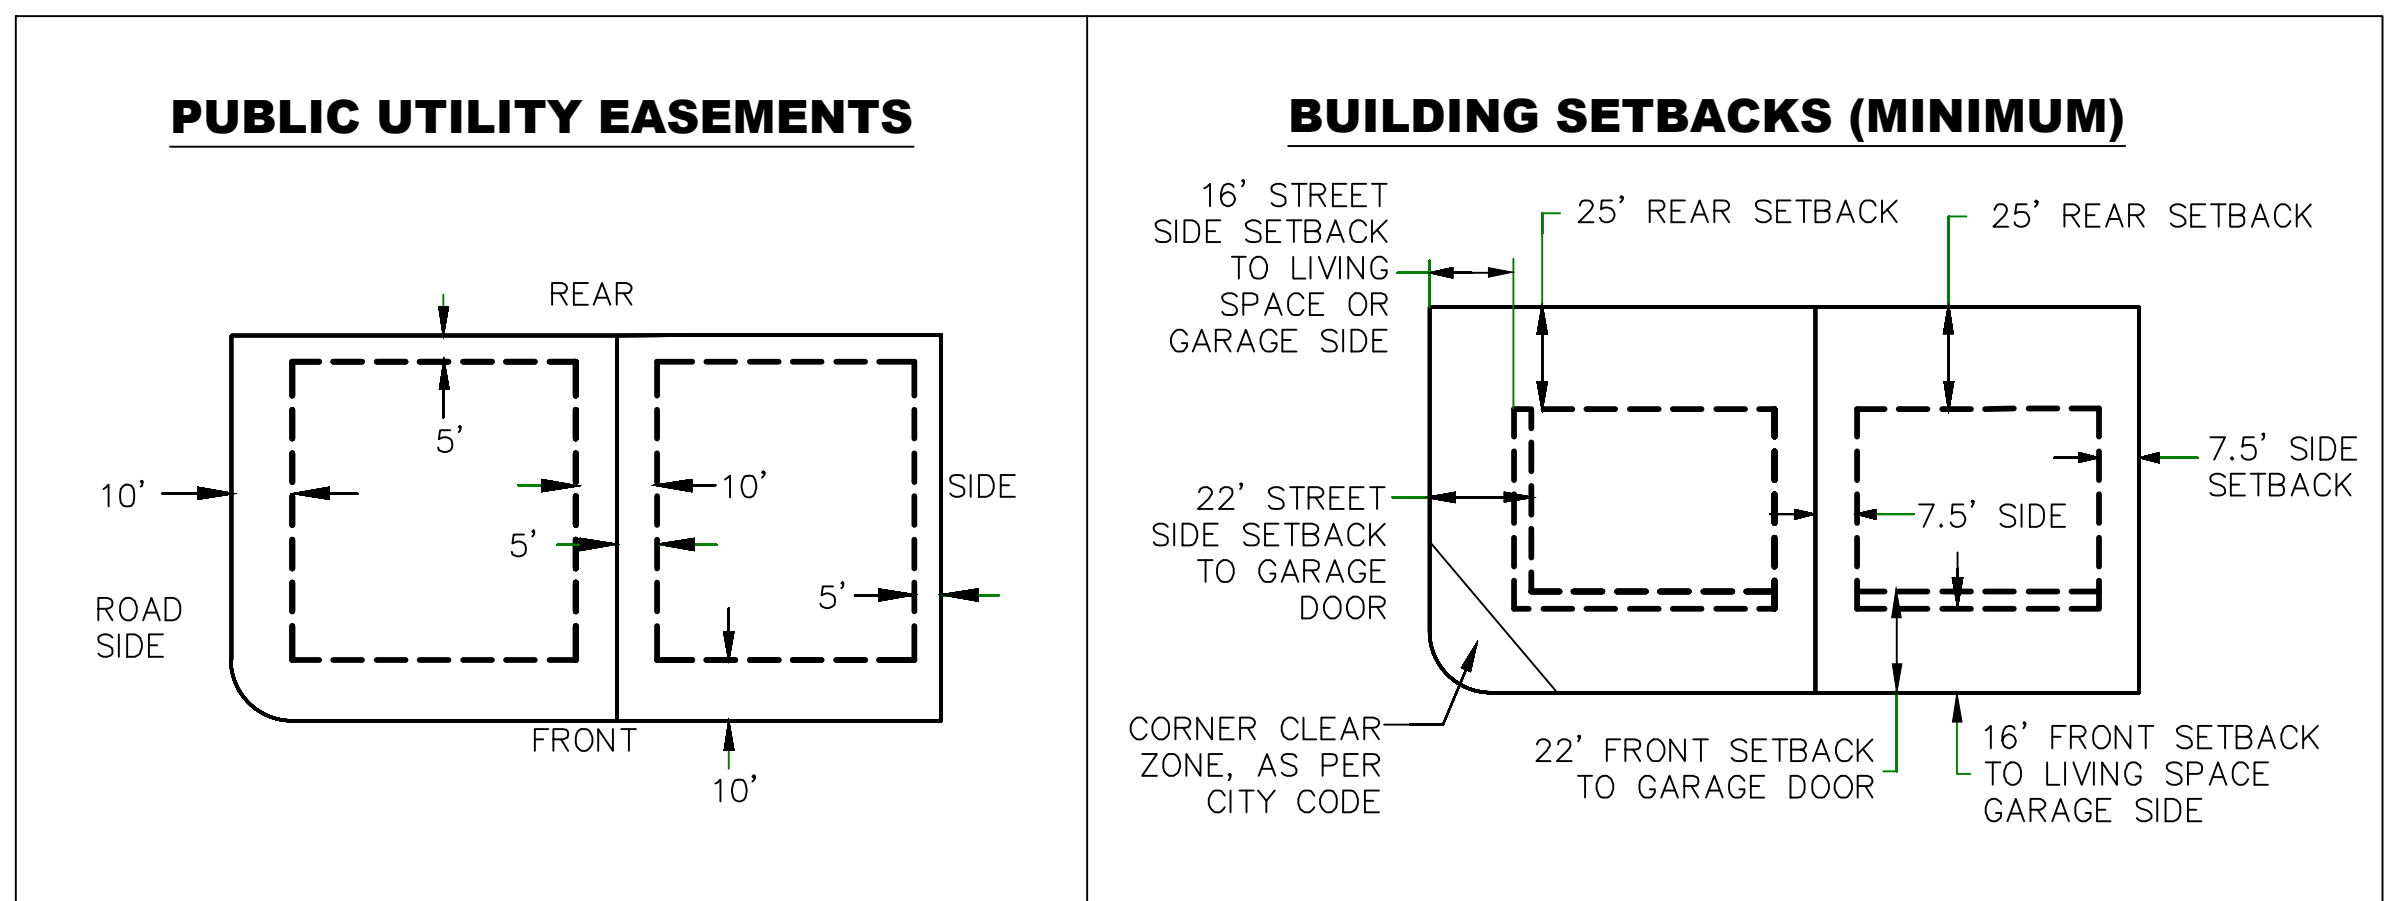 PUBLIC UTILITY EASEMENTS
REAR
5'
10'
10'
SIDE
5'
5'
ROAD
SIDE
FRONT
10'
BUILDING SETBACKS (MINIMUM)
16' STREET
SIDE SETBACK
TO LIVING
SPACE OR
GARAGE SIDE
25' REAR SETBACK
25' REAR SETBACK
7.5' SIDE
SETBACK
22' STREET
SIDE SETBACK
TO GARAGE
DOOR
7.5' SIDE
CORNER CLEAR
ZONE, AS PER
CITY CODE
22' FRONT SETBACK
TO GARAGE DOOR
16' FRONT SETBACK
TO LIVING SPACE
GARAGE SIDE